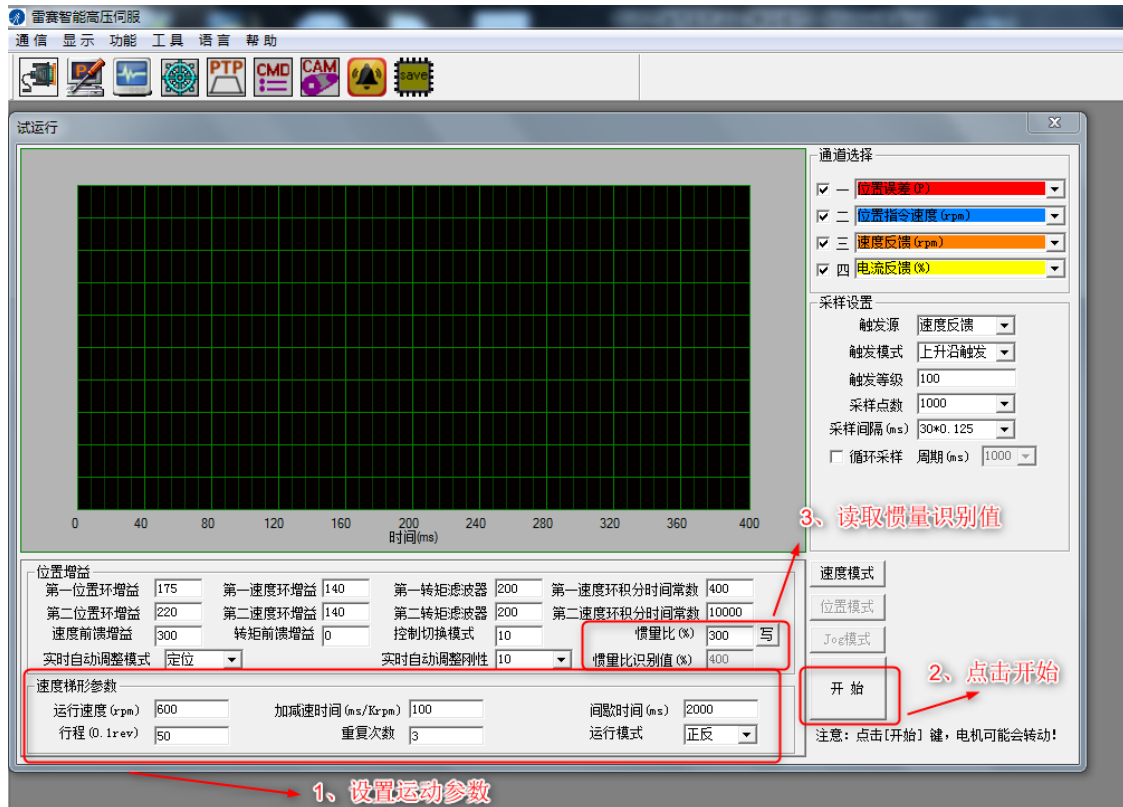 雷赛智能高压伺服
通信 显示 功能 工具 语言 帮助
PTP CMD CAM save
试运行
通道选择
一 位置误差(P)
二 位置指令速度(rpm)
三 速度反馈(rpm)
四 电流反馈(%)
采样设置
触发源 速度反馈
触发模式 上升沿触发
触发等级 100
采样点数 1000
采样间隔(ms) 30*0.125
循环采样 周期(ms) 1000
0 40 80 120 160 200 240 280 320 360 400
时间(ms)
3、读取惯量识别值
位置增益
第一位置环增益 175 第一速度环增益 140 第一转矩滤波器 200 第一速度环积分时间常数 400
第二位置环增益 220 第二速度环增益 140 第二转矩滤波器 200 第二速度环积分时间常数 10000
速度前馈增益 300 转矩前馈增益 0 控制切换模式 10 惯量比(%) 300 写
实时自动调整模式 定位 实时自动调整刚性 10 惯量比识别值(%) 400
速度模式
位置模式
Jog模式
开 始
2、点击开始
注意：点击[开始] 键，电机可能会转动!
速度梯形参数
运行速度(rpm) 600 加减速时间(ms/Krpm) 100 间歇时间(ms) 2000
行程(0.1rev) 50 重复次数 3 运行模式 正反
1、设置运动参数